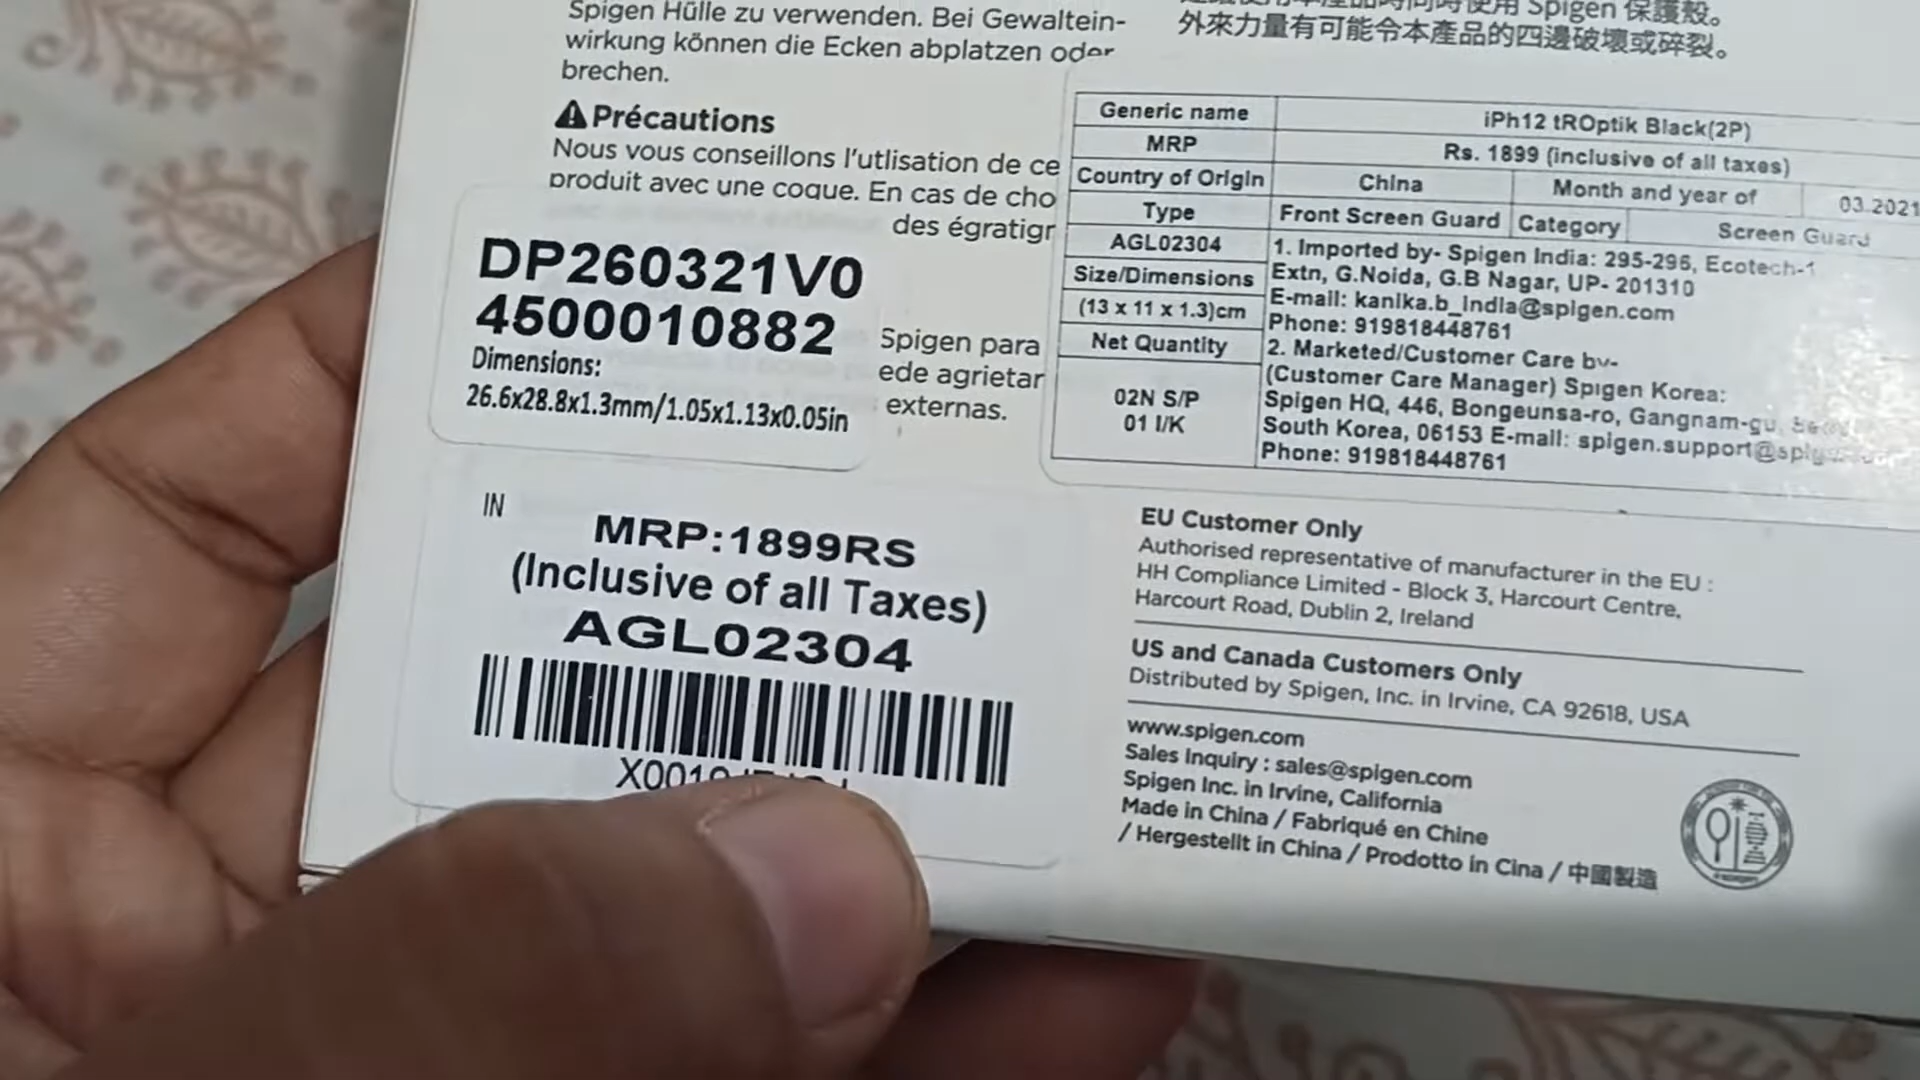 Spigen Hülle zu verwenden. Bei Gewaltein-
wirkung können die Ecken abplatzen oder
brechen.
使用 Spigen 保護殼。
外來力量有可能令本產品的四邊破壞或碎裂。
Précautions
Nous vous conseillons l'utlisation de ce
produit avec une coque. En cas de cho
des égratign
DP260321V0
4500010882
Dimensions:
26.6x28.8x1.3mm/1.05x1.13x0.05in
Spigen para
ede agrietar
externas.
Generic name iPh12 tROptik Black(2P)
MRP Rs. 1899 (inclusive of all taxes)
Country of Origin China Month and year of 03.2021
Type Front Screen Guard Category Screen Guard
AGL02304
Size/Dimensions
(13 x 11 x 1.3)cm
Net Quantity
02N S/P
01 I/K
1. Imported by- Spigen India: 295-296, Ecotech-1
Extn, G.Noida, G.B Nagar, UP- 201310
E-mail: kanika.b_india@spigen.com
Phone: 919818448761
2. Marketed/Customer Care by-
(Customer Care Manager) Spigen Korea:
Spigen HQ, 446, Bongeunsa-ro, Gangnam-gu,
South Korea, 06153 E-mail: spigen.support@
Phone: 919818448761
IN
MRP:1899RS
(Inclusive of all Taxes)
AGL02304
EU Customer Only
Authorised representative of manufacturer in the EU :
HH Compliance Limited - Block 3, Harcourt Centre,
Harcourt Road, Dublin 2, Ireland
US and Canada Customers Only
Distributed by Spigen, Inc. in Irvine, CA 92618, USA
www.spigen.com
Sales Inquiry : sales@spigen.com
Spigen Inc. in Irvine, California
Made in China / Fabriqué en Chine
/ Hergestellt in China / Prodotto in Cina / 中國製造